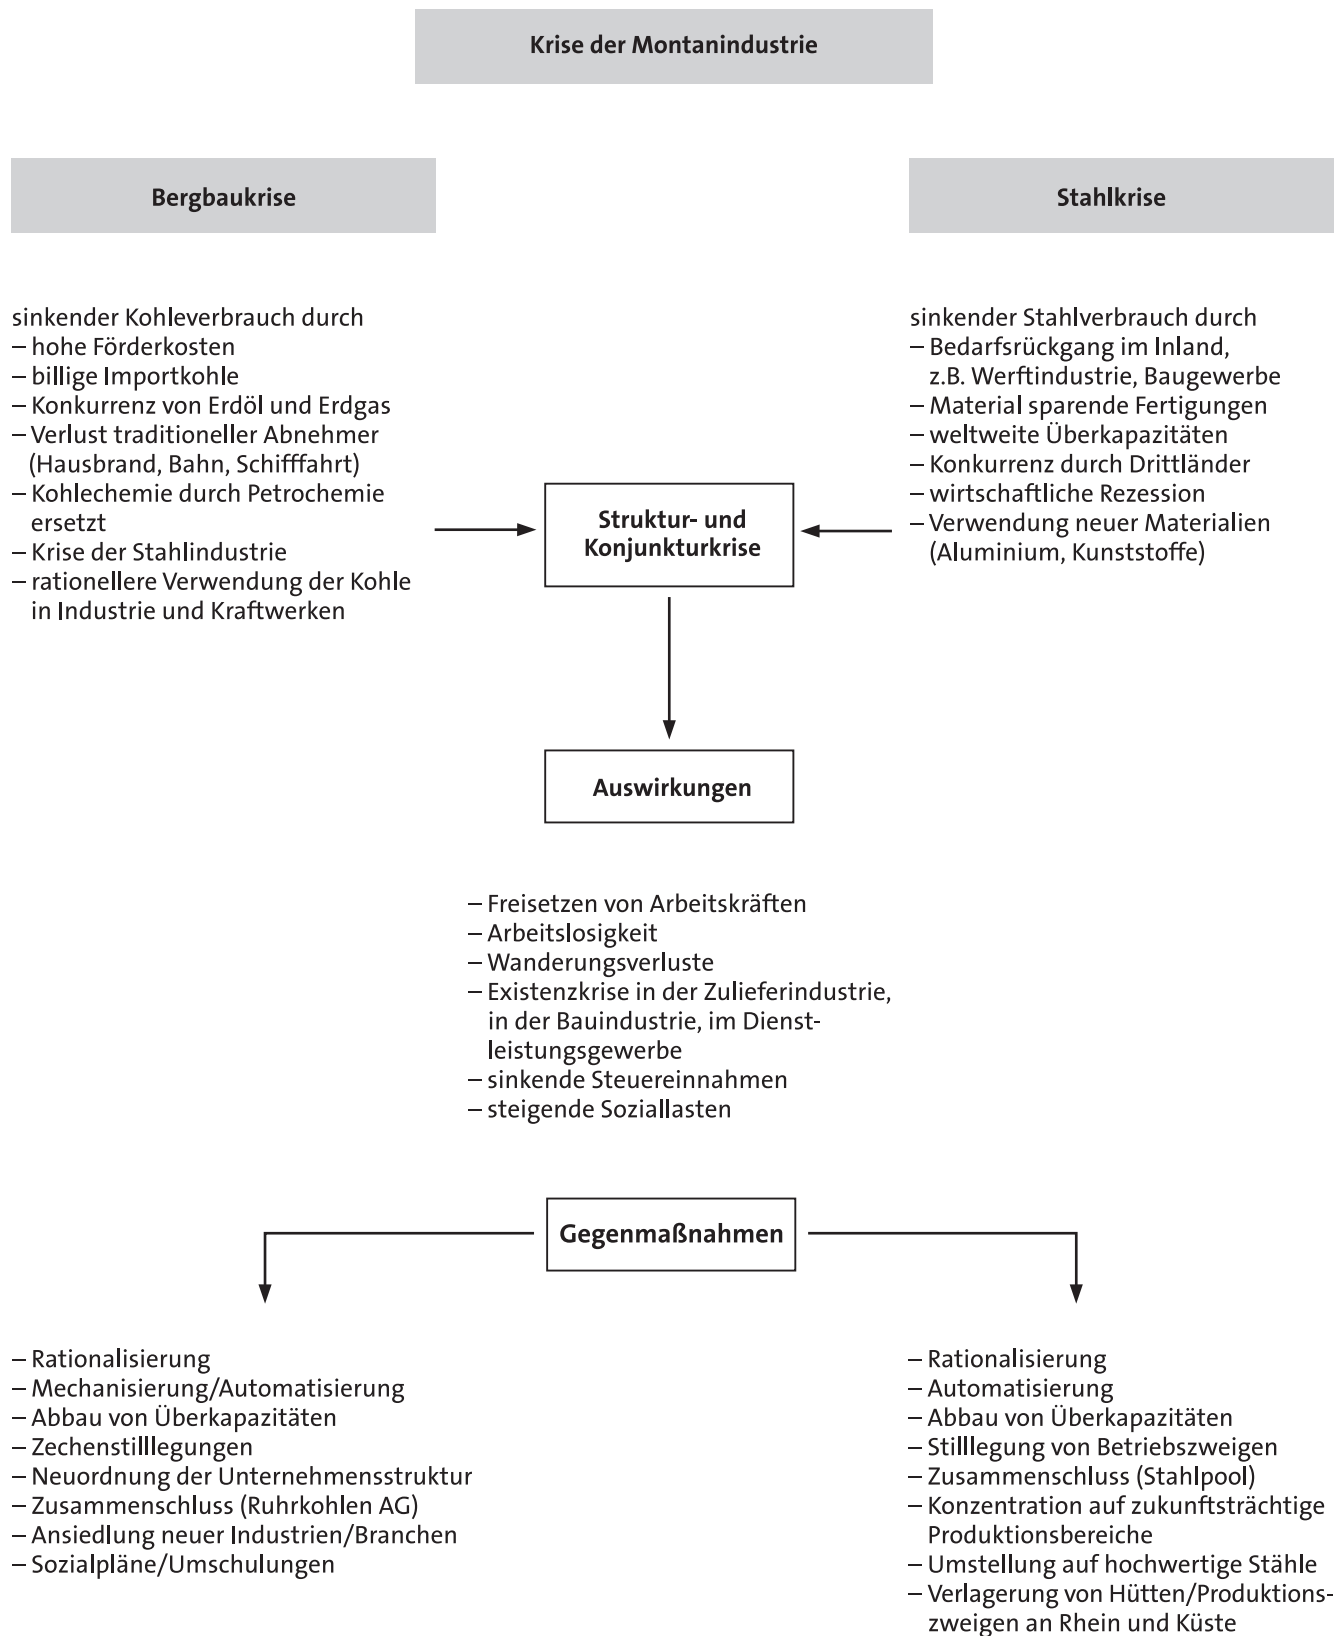 Krise der Montanindustrie
Bergbaukrise
Stahlkrise
sinkender Kohleverbrauch durch
– hohe Förderkosten
– billige Importkohle
– Konkurrenz von Erdöl und Erdgas
– Verlust traditioneller Abnehmer
(Hausbrand, Bahn, Schifffahrt)
– Kohlechemie durch Petrochemie
ersetzt
– Krise der Stahlindustrie
– rationellere Verwendung der Kohle
in Industrie und Kraftwerken
sinkender Stahlverbrauch durch
– Bedarfsrückgang im Inland,
z.B. Werftindustrie, Baugewerbe
– Material sparende Fertigungen
– weltweite Überkapazitäten
– Konkurrenz durch Drittländer
– wirtschaftliche Rezession
– Verwendung neuer Materialien
(Aluminium, Kunststoffe)
Struktur- und
Konjunkturkrise
Auswirkungen
– Freisetzen von Arbeitskräften
– Arbeitslosigkeit
– Wanderungsverluste
– Existenzkrise in der Zulieferindustrie,
in der Bauindustrie, im Dienst-
leistungsgewerbe
– sinkende Steuereinnahmen
– steigende Soziallasten
Gegenmaßnahmen
– Rationalisierung
– Mechanisierung/Automatisierung
– Abbau von Überkapazitäten
– Zechenstilllegungen
– Neuordnung der Unternehmensstruktur
– Zusammenschluss (Ruhrkohlen AG)
– Ansiedlung neuer Industrien/Branchen
– Sozialpläne/Umschulungen
– Rationalisierung
– Automatisierung
– Abbau von Überkapazitäten
– Stilllegung von Betriebszweigen
– Zusammenschluss (Stahlpool)
– Konzentration auf zukunftsträchtige
Produktionsbereiche
– Umstellung auf hochwertige Stähle
– Verlagerung von Hütten/Produktions-
zweigen an Rhein und Küste